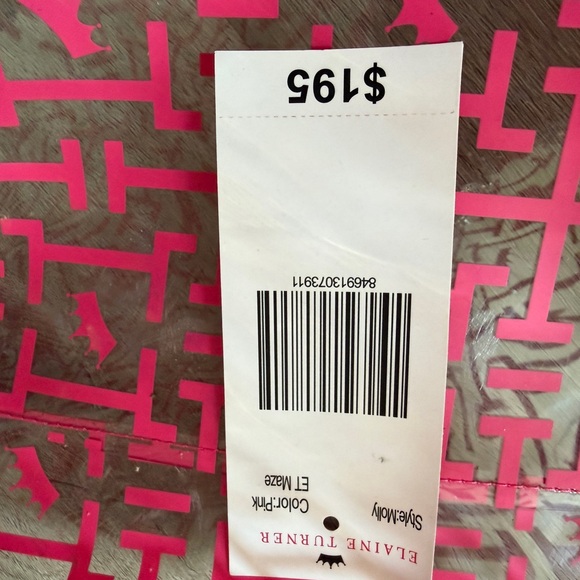 ELAINE TURNER
Style:Molly
Color:Pink
ET Maze
846913073911
$195